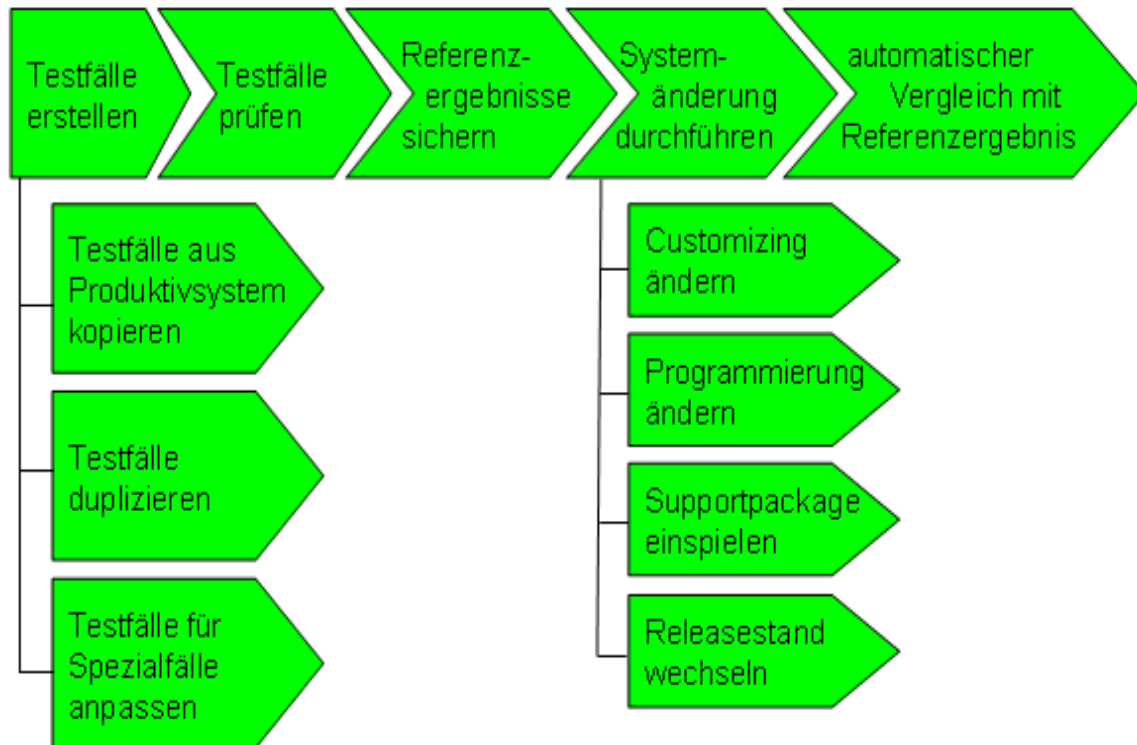 Testfälle
erstellen
Testfälle
prüfen
Referenz-
ergebnisse
sichern
System-
änderung
durchführen
automatischer
Vergleich mit
Referenzergebnis
Testfälle aus
Produktivsystem
kopieren
Testfälle
duplizieren
Testfälle für
Spezialfälle
anpassen
Customizing
ändern
Programmierung
ändern
Supportpackage
einspielen
Releasestand
wechseln